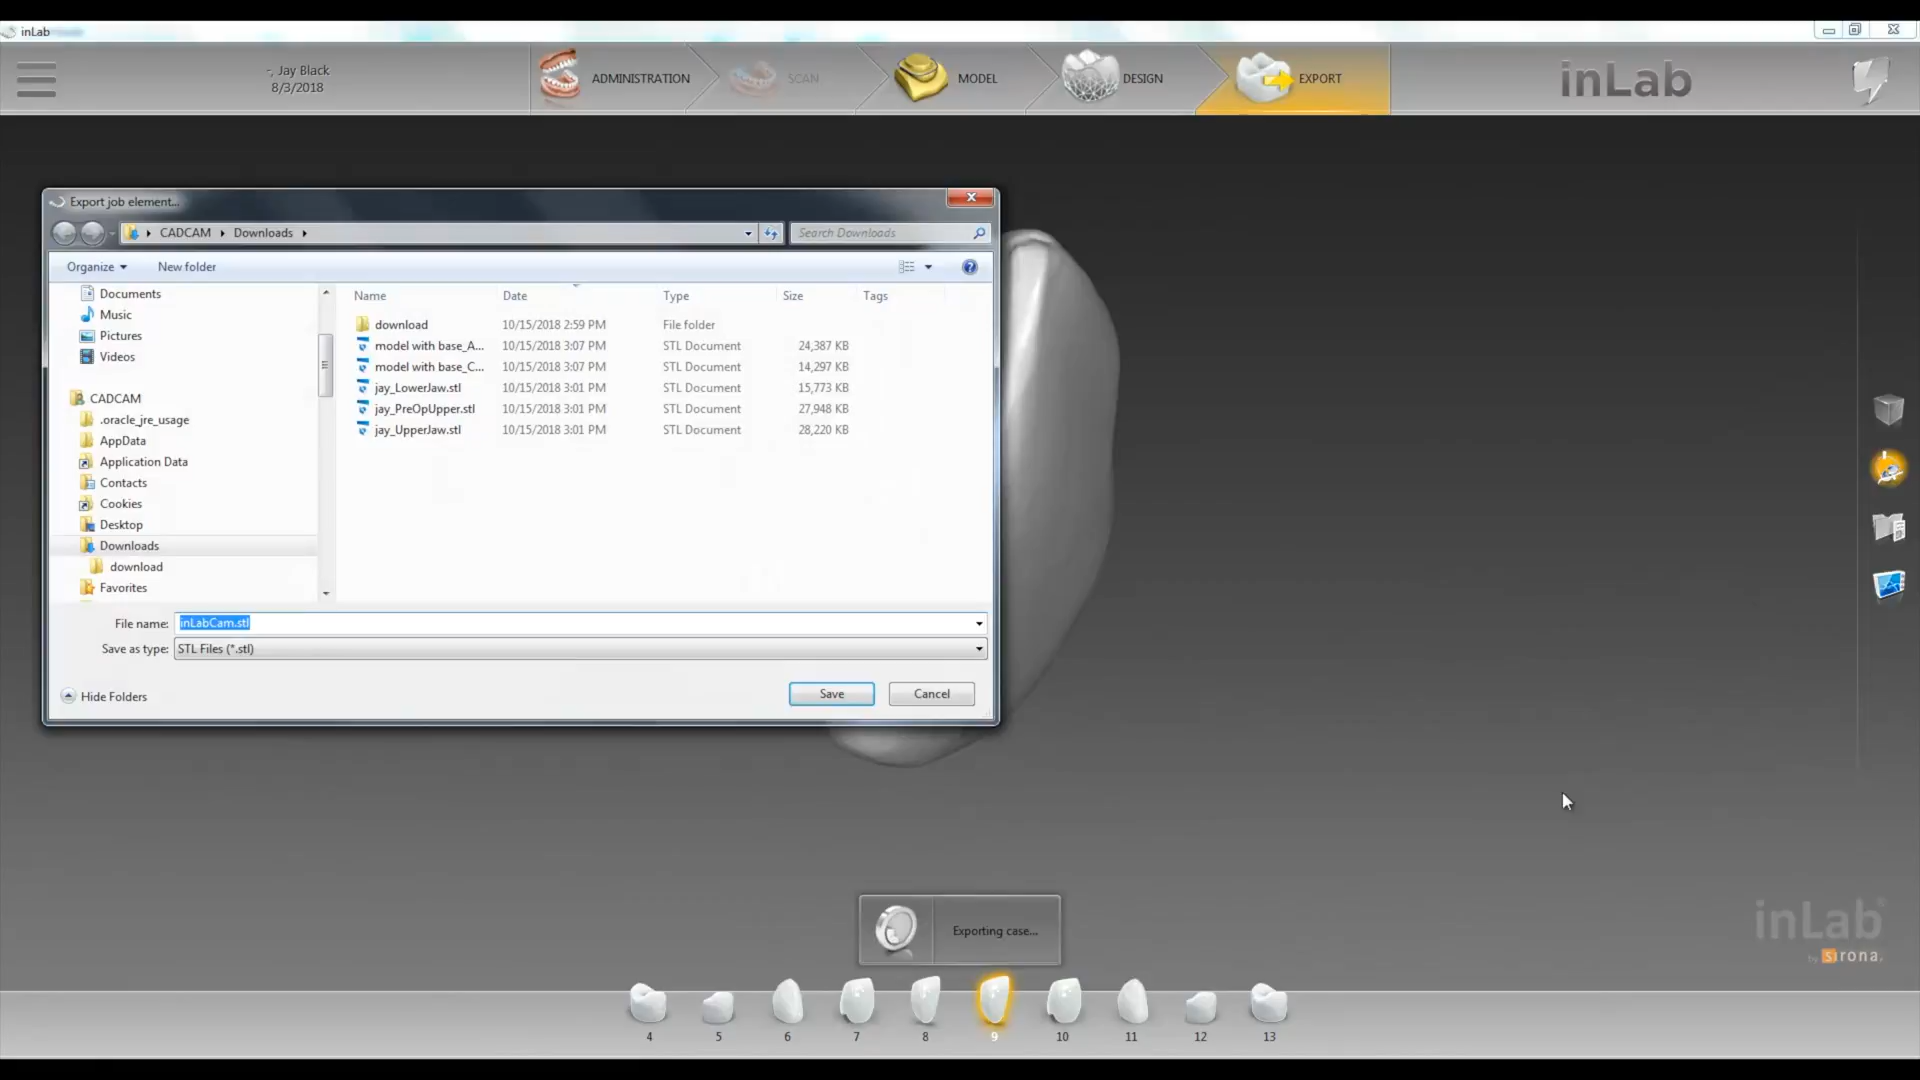 inLab
-, Jay Black
8/3/2018
ADMINISTRATION
SCAN
MODEL
DESIGN
EXPORT
inLab
Export job element...
CADCAM
Downloads
Search Downloads
Organize
New folder
Documents
Music
Pictures
Videos
CADCAM
.oracle_jre_usage
AppData
Application Data
Contacts
Cookies
Desktop
Downloads
download
Favorites
Name Date Type Size Tags
download 10/15/2018 2:59 PM File folder
model with base_A... 10/15/2018 3:07 PM STL Document 24,387 KB
model with base_C... 10/15/2018 3:07 PM STL Document 14,297 KB
jay_LowerJaw.stl 10/15/2018 3:01 PM STL Document 15,773 KB
jay_PreOpUpper.stl 10/15/2018 3:01 PM STL Document 27,948 KB
jay_UpperJaw.stl 10/15/2018 3:01 PM STL Document 28,220 KB
File name: inLabCam.stl
Save as type: STL Files (*.stl)
Hide Folders
Save
Cancel
Exporting case...
inLab
by sirona.
4 5 6 7 8 9 10 11 12 13